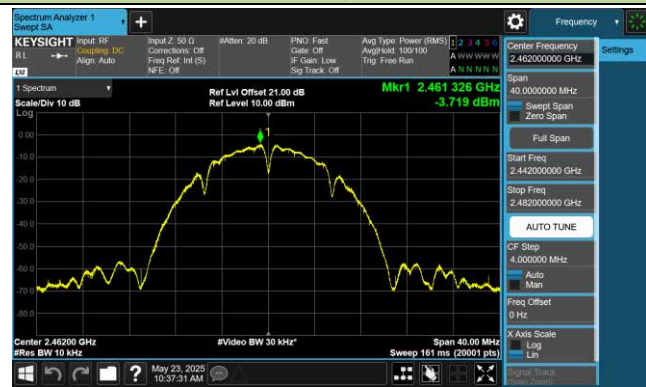 Spectrum Analyzer 1
Swept SA
+
Frequency
KEYSIGHT
RL
LXI
Input: RF
Coupling: DC
Align: Auto
Input Z: 50 Ω
Corrections: Off
Freq Ref: Int (S)
NFE: Off
#Atten: 20 dB
PNO: Fast
Gate: Off
IF Gain: Low
Sig Track: Off
Avg Type: Power (RMS)
Avg|Hold: 100/100
Trig: Free Run
1 2 3 4 5 6
A W W W W W
A N N N N N
1 Spectrum
Scale/Div 10 dB
Log
Ref Lvl Offset 21.00 dB
Ref Level 10.00 dBm
Mkr1 2.461 326 GHz
-3.719 dBm
1
0.00
-10.0
-20.0
-30.0
-40.0
-50.0
-60.0
-70.0
-80.0
Center 2.46200 GHz
#Res BW 10 kHz
#Video BW 30 kHz*
Span 40.00 MHz
Sweep 161 ms (20001 pts)
Center Frequency
2.462000000 GHz
Settings
Span
40.0000000 MHz
Swept Span
Zero Span
Full Span
Start Freq
2.442000000 GHz
Stop Freq
2.482000000 GHz
AUTO TUNE
CF Step
4.000000 MHz
Auto
Man
Freq Offset
0 Hz
X Axis Scale
Log
Lin
Signal Track
(Span Zoom)
?
May 23, 2025
10:37:31 AM